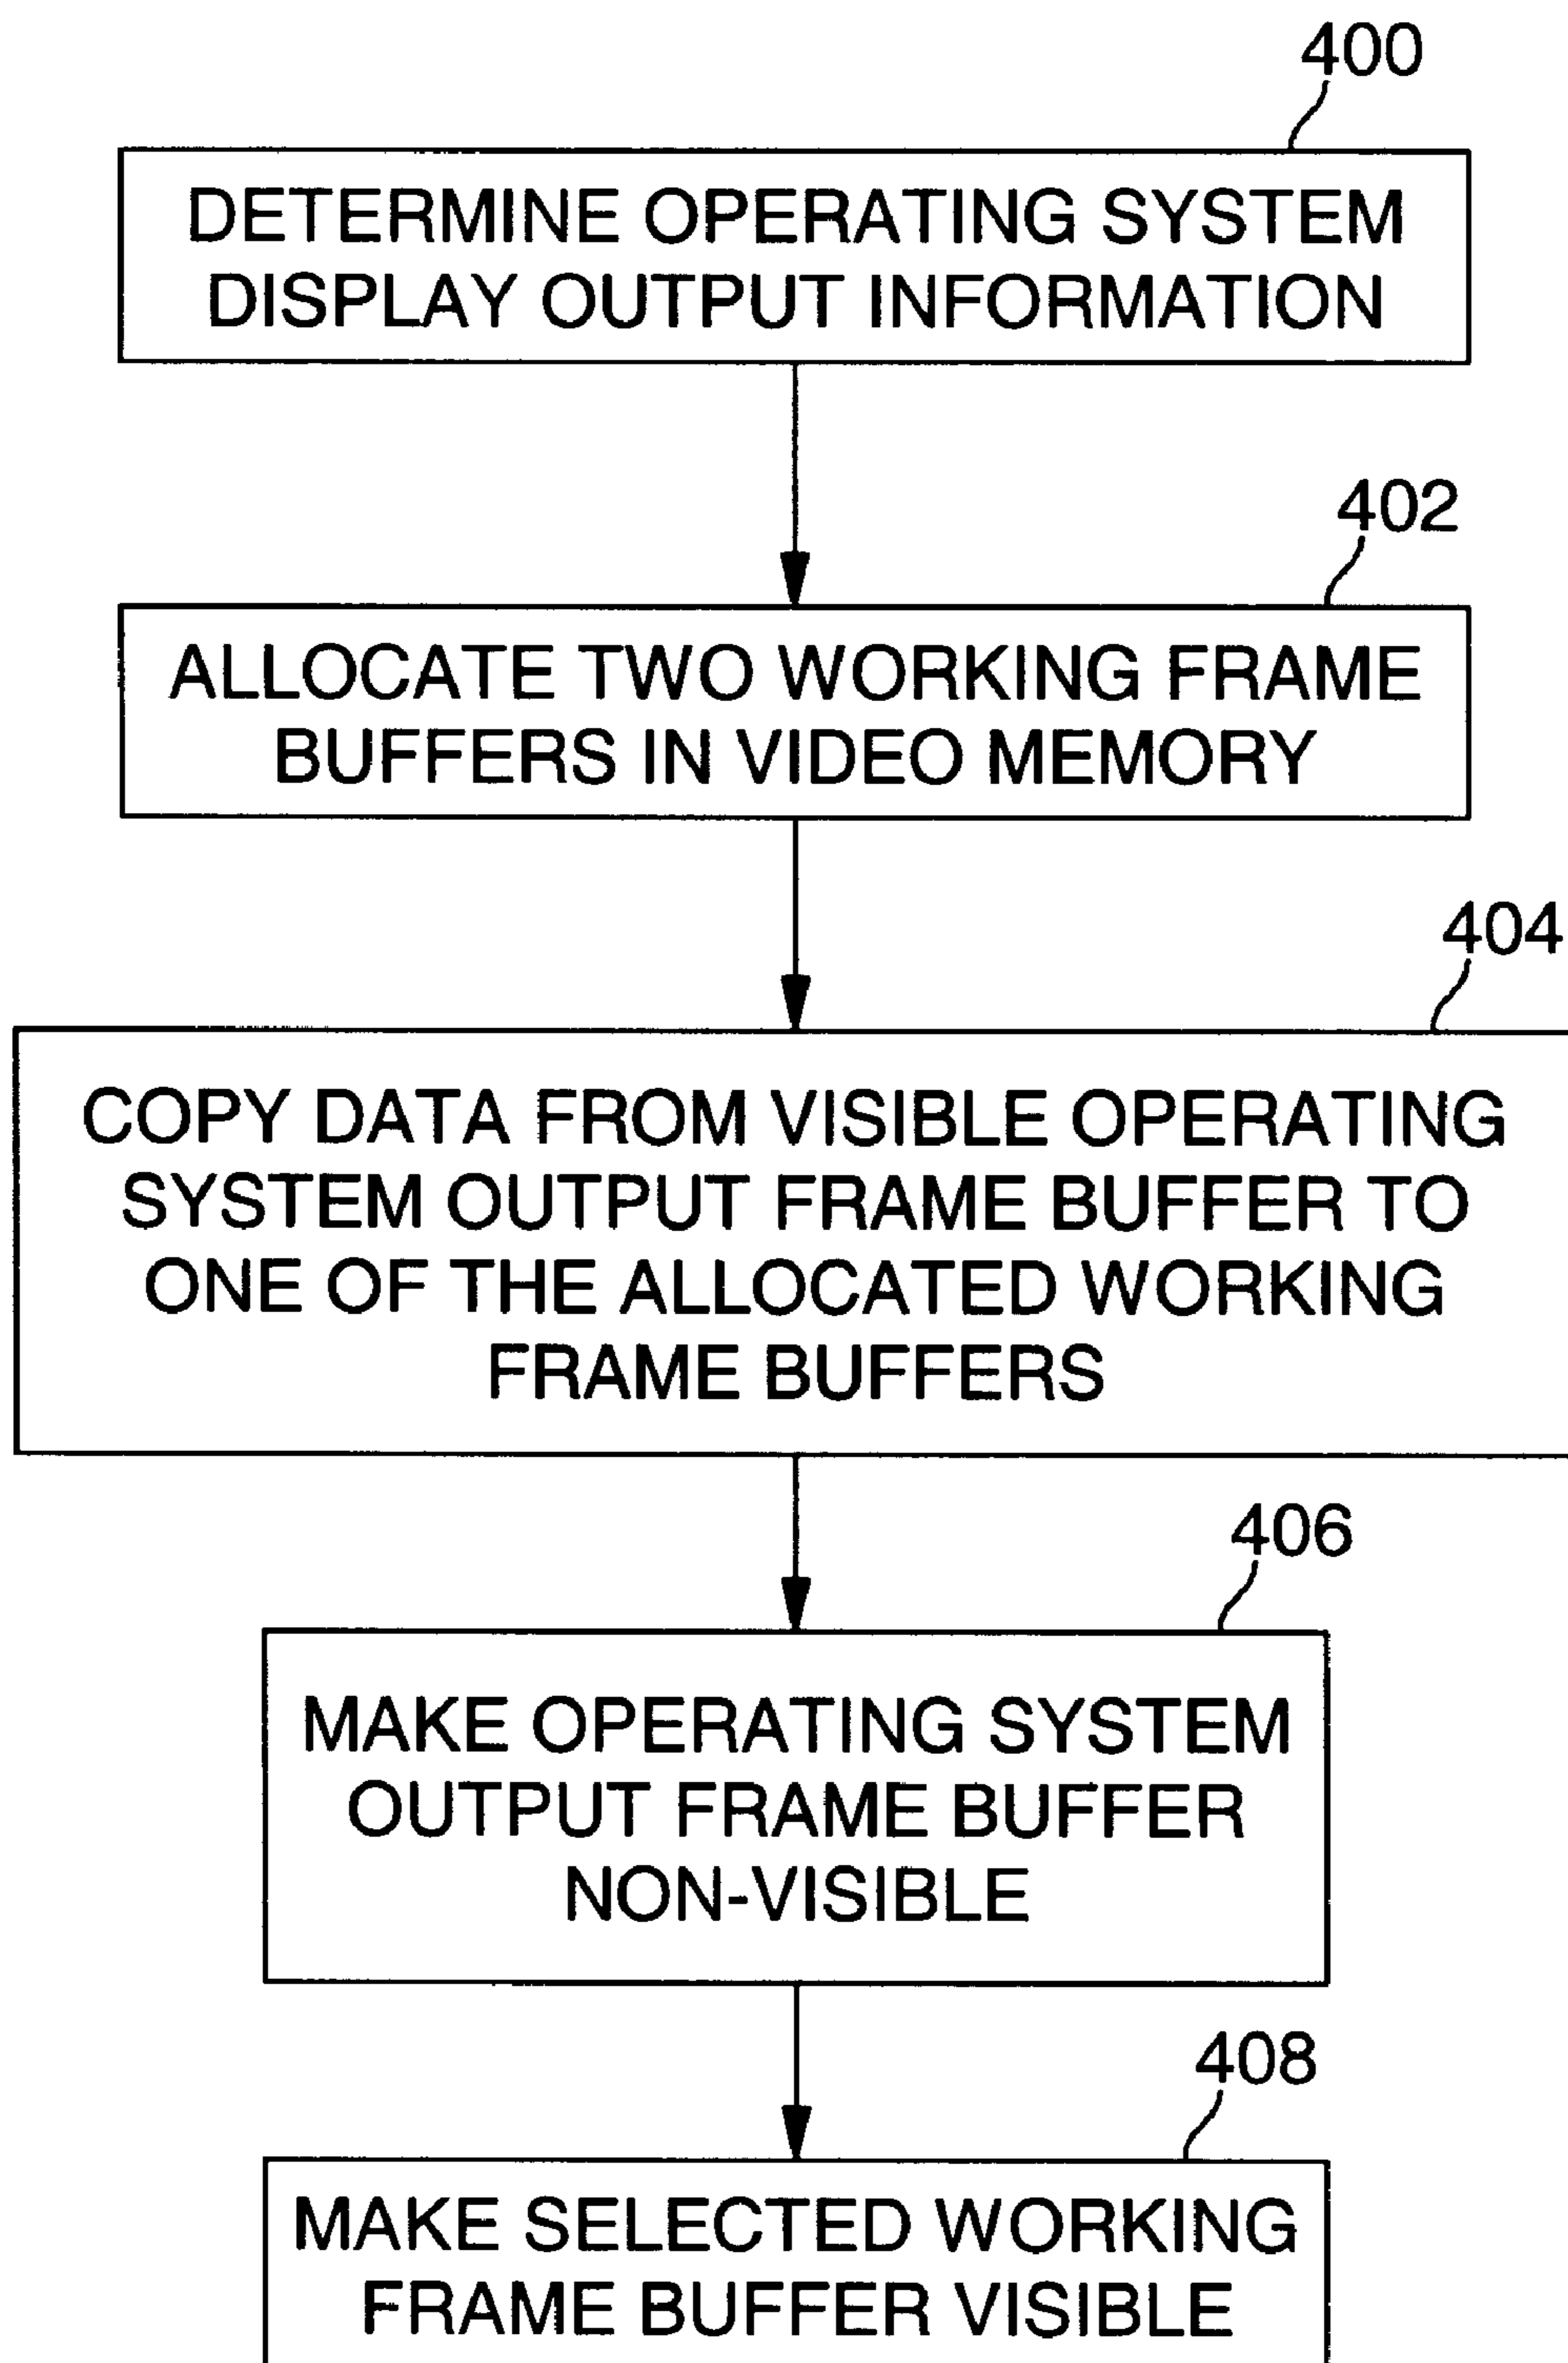 400
DETERMINE OPERATING SYSTEM
DISPLAY OUTPUT INFORMATION
402
ALLOCATE TWO WORKING FRAME
BUFFERS IN VIDEO MEMORY
404
COPY DATA FROM VISIBLE OPERATING
SYSTEM OUTPUT FRAME BUFFER TO
ONE OF THE ALLOCATED WORKING
FRAME BUFFERS
406
MAKE OPERATING SYSTEM
OUTPUT FRAME BUFFER
NON-VISIBLE
408
MAKE SELECTED WORKING
FRAME BUFFER VISIBLE